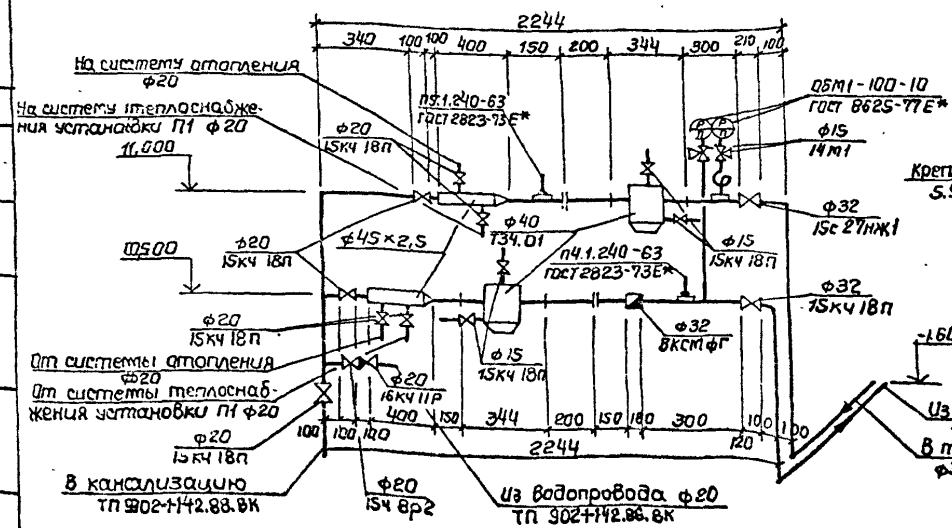 2244
340 100 100 400 150 200 344 300 210 100
На систему отопления
ф20
На систему теплоснабже-
ния установки П1 ф20
11.000
ф20
15кч 18п
П5.1.240-63
ГОСТ 2823-73Е*
ОБМ1-100-10
ГОСТ 8625-77Е*
ф15
14М1
ф32
15с 27нж1
ф20
15кч 18п
ф45×2,5
ф40
Т34.01
ф15
15кч 18п
10.500
П4.1.240-63
ГОСТ 2823-73Е*
ф32
15кч 18п
ф20
15кч 18п
ф15
15кч 18п
ф32
ВКСМ ФГ
От системы отопления
ф20
От системы теплоснаб-
жения установки П1 ф20
ф20
16кч 11р
ф20
15кч 18п
100 100 100 400 150 344 200 150 180 300 120 100 100
2244
В канализацию
ТП 902-1-142.88.ВК
ф20
15ч 8р2
Из водопровода ф20
ТП 902-1-142.88.ВК
-1.60
Из
В т